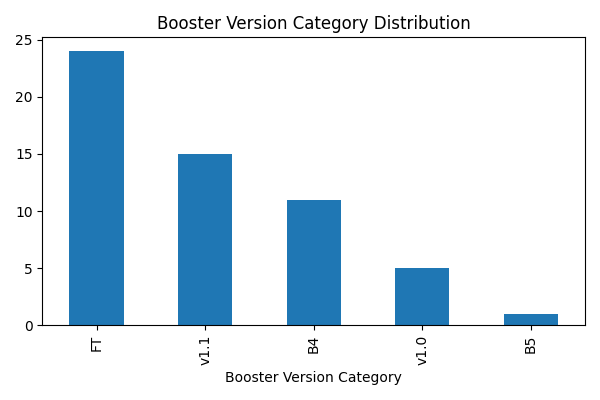 Booster Version Category Distribution
25
20
15
10
5
0
FT
v1.1
B4
v1.0
B5
Booster Version Category